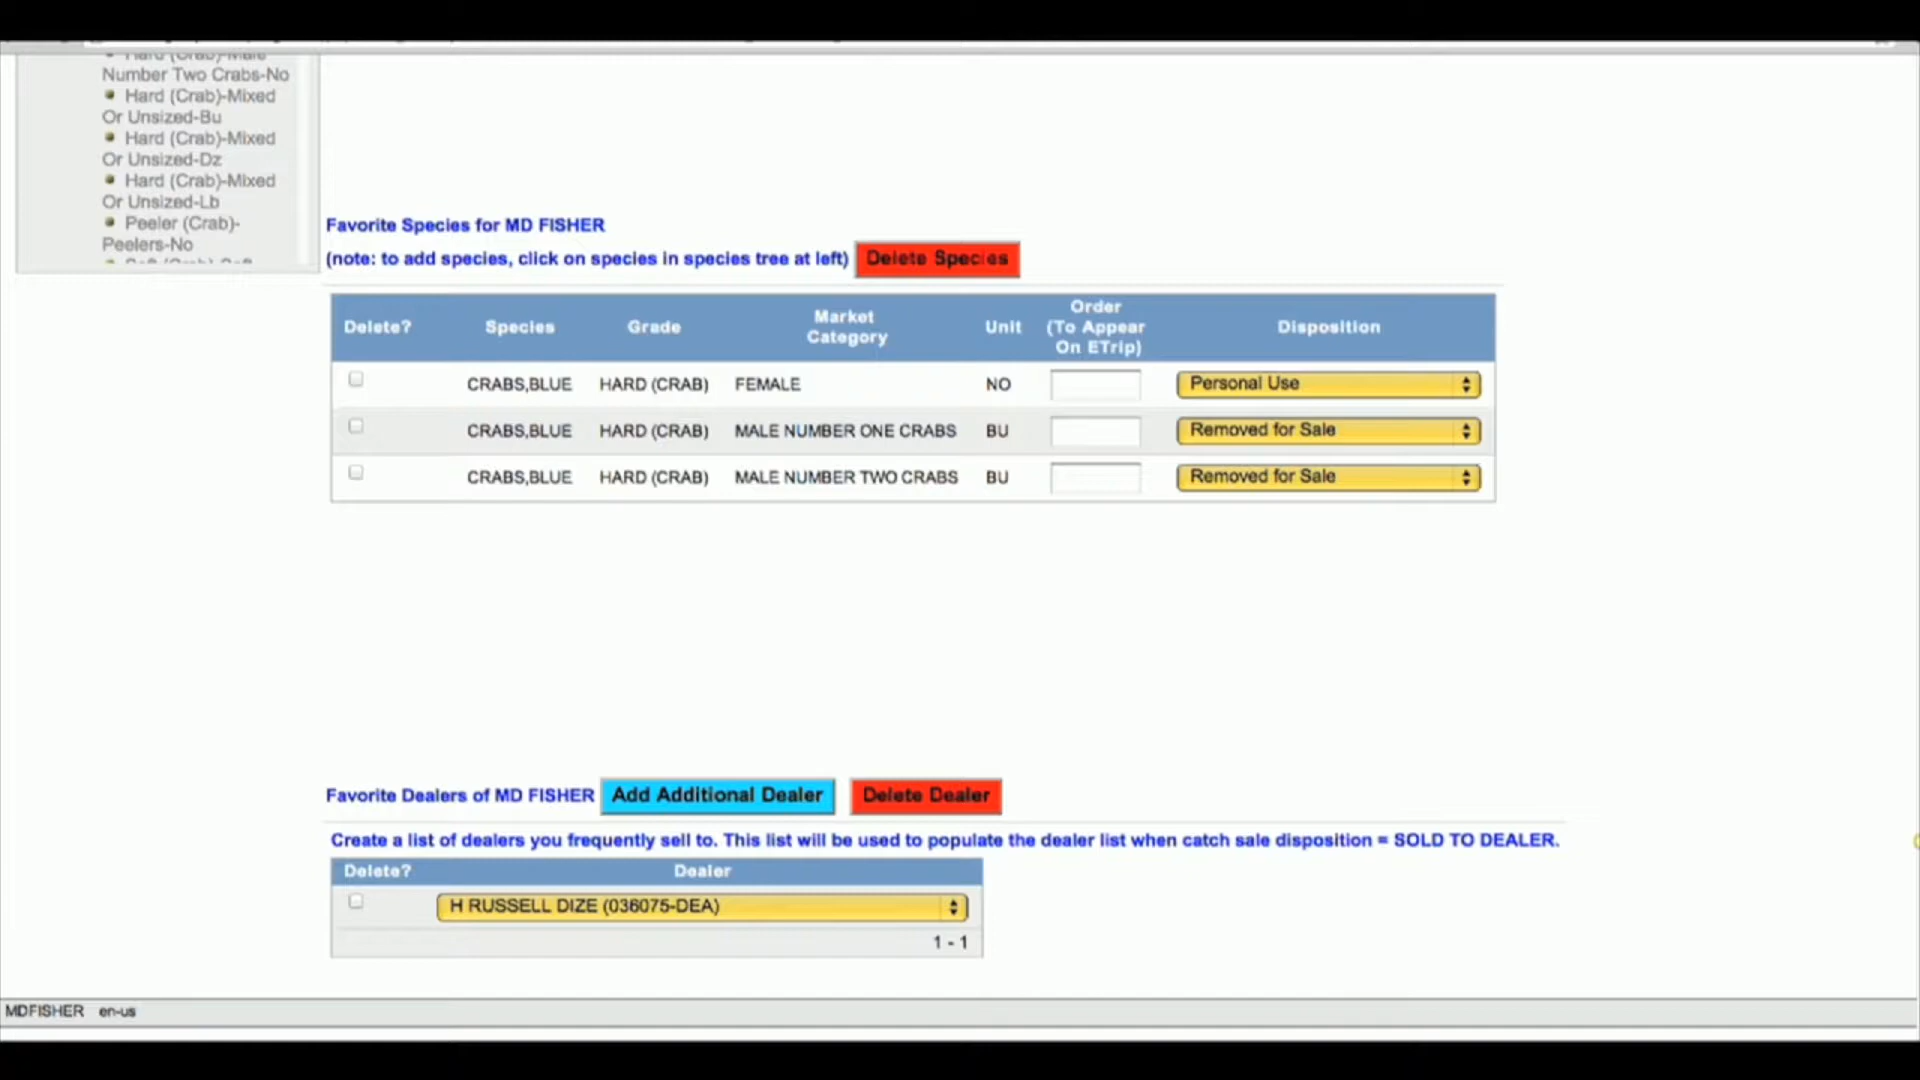 Hard (Crab)-Male
Number Two Crabs-No
Hard (Crab)-Mixed
Or Unsized-Bu
Hard (Crab)-Mixed
Or Unsized-Dz
Hard (Crab)-Mixed
Or Unsized-Lb
Peeler (Crab)-
Peelers-No
Favorite Species for MD FISHER
(note: to add species, click on species in species tree at left) Delete Species
Delete? Species Grade Market Category Unit Order (To Appear On ETrip) Disposition
CRABS,BLUE HARD (CRAB) FEMALE NO Personal Use
CRABS,BLUE HARD (CRAB) MALE NUMBER ONE CRABS BU Removed for Sale
CRABS,BLUE HARD (CRAB) MALE NUMBER TWO CRABS BU Removed for Sale
Favorite Dealers of MD FISHER Add Additional Dealer Delete Dealer
Create a list of dealers you frequently sell to. This list will be used to populate the dealer list when catch sale disposition = SOLD TO DEALER.
Delete? Dealer
H RUSSELL DIZE (036075-DEA)
1 - 1
MDFISHER en-us